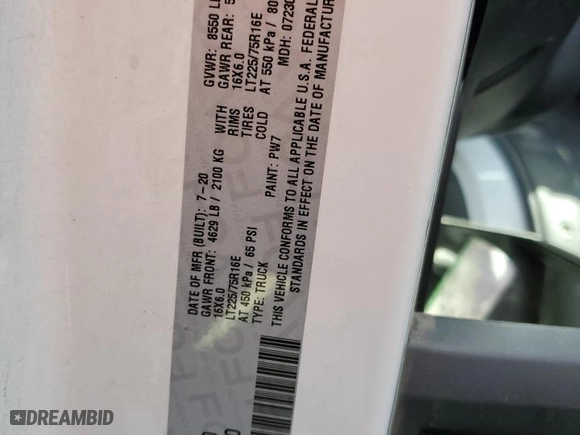 DATE OF MFR (BUILT): 7-20 GVWR: 8550
GAWR FRONT: 4629 LB / 2100 KG WITH GAWR REAR:
16X6.0 RIMS 16X6.0
LT225/75R16E TIRES LT225/75R16E
AT 450 kPa / 65 PSI COLD AT 550 kPa / 80
TYPE: TRUCK PAINT: PW7 MDH:
THIS VEHICLE CONFORMS TO ALL APPLICABLE U.S.A. FEDERAL
STANDARDS IN EFFECT ON THE DATE OF MANUFACTUR
DREAMBID